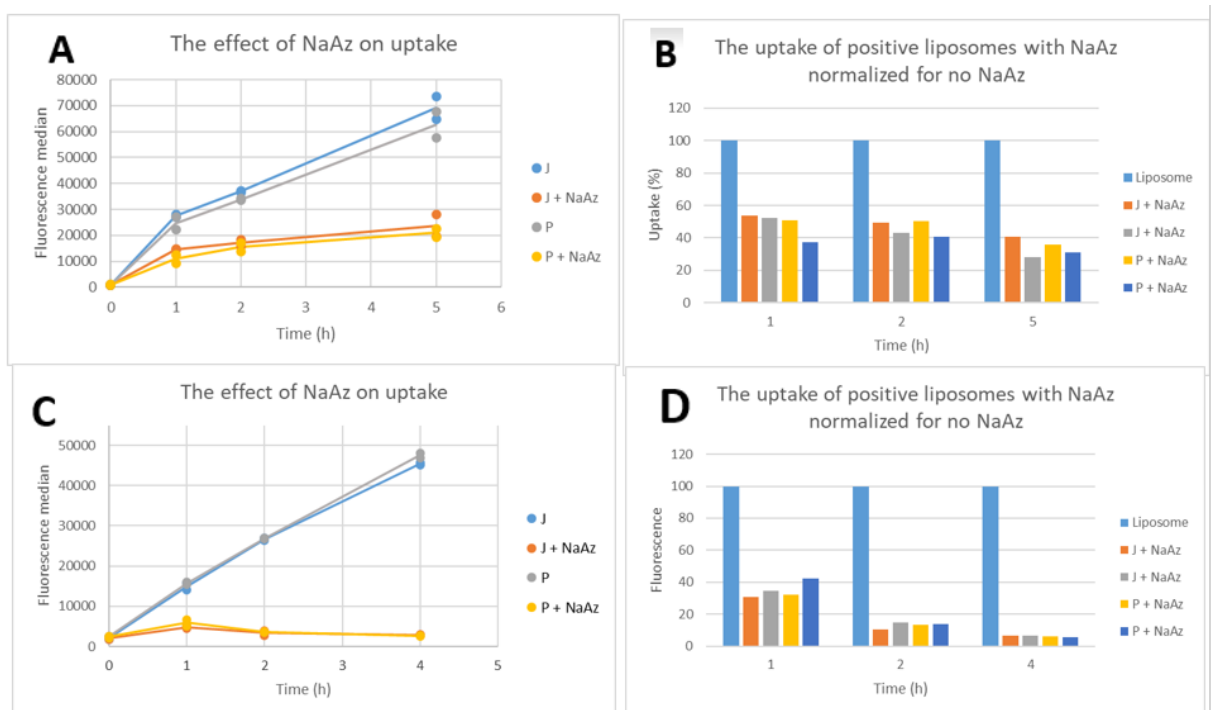 A
The effect of NaAz on uptake
80000
70000
60000
50000
40000
30000
20000
10000
0
Fluorescence median
0 1 2 3 4 5 6
Time (h)
J
J + NaAz
P
P + NaAz
B
The uptake of positive liposomes with NaAz
normalized for no NaAz
120
100
80
60
40
20
0
Uptake (%)
1 2 5
Time (h)
Liposome
J + NaAz
J + NaAz
P + NaAz
P + NaAz
C
The effect of NaAz on uptake
50000
40000
30000
20000
10000
0
Fluorescence median
0 1 2 3 4 5
Time (h)
J
J + NaAz
P
P + NaAz
D
The uptake of positive liposomes with NaAz
normalized for no NaAz
120
100
80
60
40
20
0
Fluorescence
1 2 4
Time (h)
Liposome
J + NaAz
J + NaAz
P + NaAz
P + NaAz